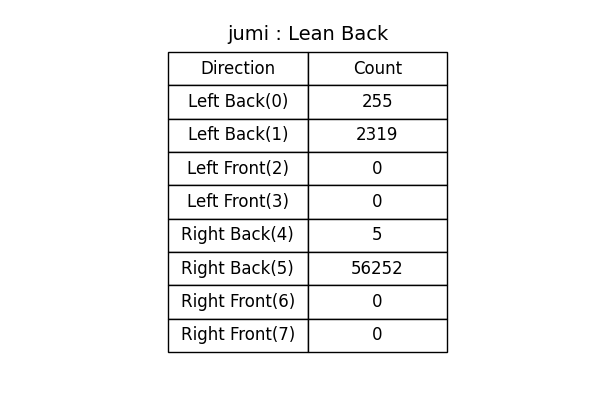 jumi : Lean Back
Direction Count
Left Back(0) 255
Left Back(1) 2319
Left Front(2) 0
Left Front(3) 0
Right Back(4) 5
Right Back(5) 56252
Right Front(6) 0
Right Front(7) 0